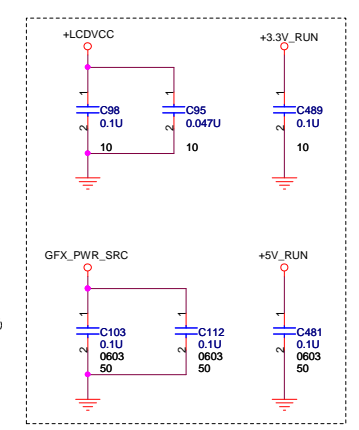 +LCDVCC
1
C98
0.1U
2
10
1
C95
0.047U
2
10
+3.3V_RUN
1
C489
0.1U
2
10
GFX_PWR_SRC
1
C103
0.1U
2
0603
50
1
C112
0.1U
2
0603
50
+5V_RUN
1
C481
0.1U
2
0603
50